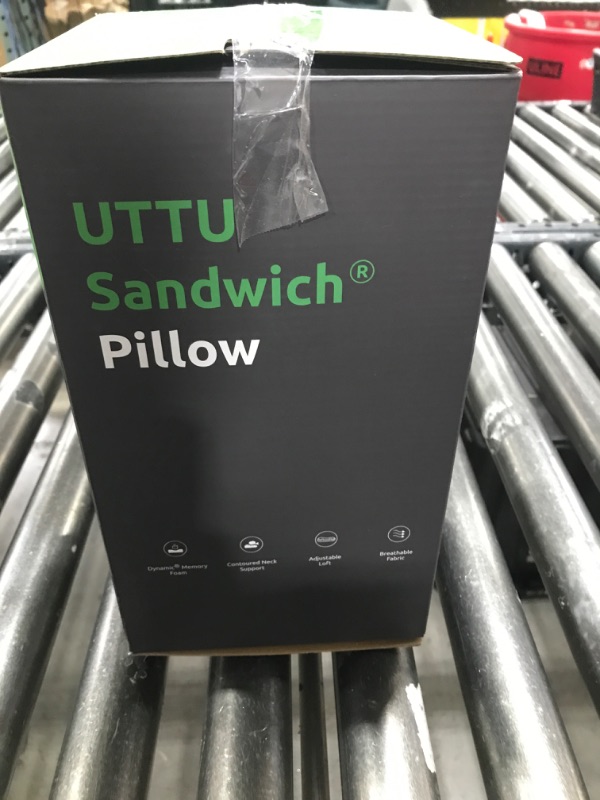 UTTU
Sandwich®
Pillow
Dynamic® Memory
Foam
Contoured Neck
Support
Adjustable
Loft
Breathable
Fabric